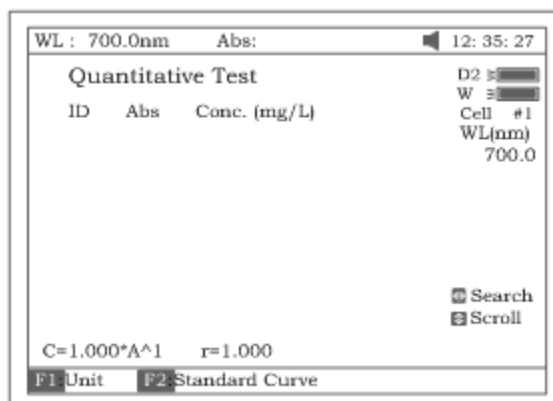 WL : 700.0nm Abs: 12: 35: 27
Quantitative Test
D2
W
ID Abs Conc. (mg/L)
Cell #1
WL(nm)
700.0
Search
Scroll
C=1.000*A^1 r=1.000
F1:Unit F2:Standard Curve